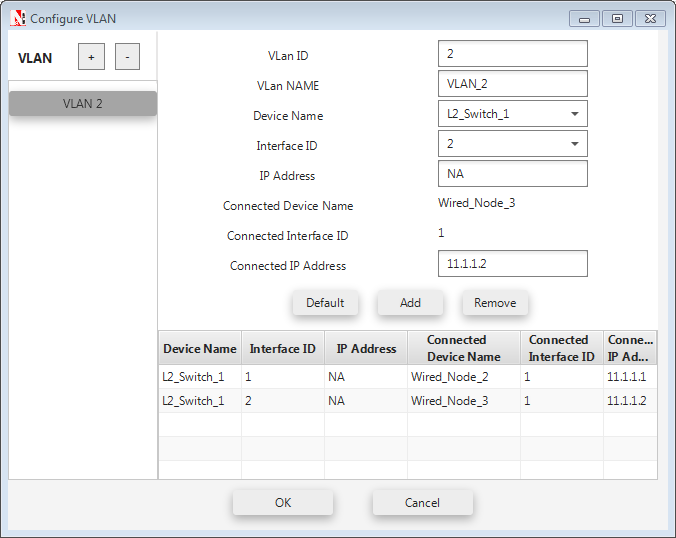 Configure VLAN
VLAN + -
VLAN 2
VLan ID 2
VLan NAME VLAN_2
Device Name L2_Switch_1
Interface ID 2
IP Address NA
Connected Device Name Wired_Node_3
Connected Interface ID 1
Connected IP Address 11.1.1.2
Default Add Remove
Device Name Interface ID IP Address Connected Device Name Connected Interface ID Conne... IP Ad...
L2_Switch_1 1 NA Wired_Node_2 1 11.1.1.1
L2_Switch_1 2 NA Wired_Node_3 1 11.1.1.2
OK Cancel